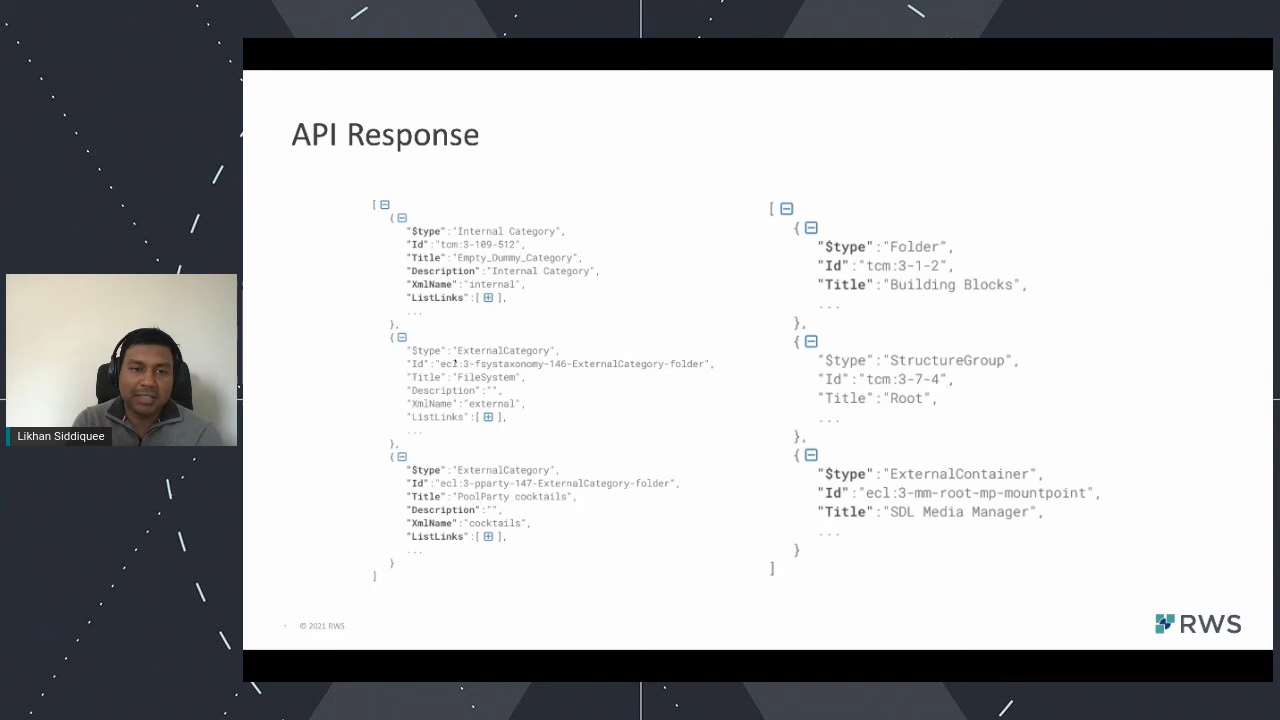 API Response
[
{
"$type":"Internal Category",
"Id":"tcm:3-109-512",
"Title":"Empty_Dummy_Category",
"Description":"Internal Category",
"XmlName":"internal",
"ListLinks":[ ],
...
},
{
"$type":"ExternalCategory",
"Id":"ecl:3-fsystaxonomy-146-ExternalCategory-folder",
"Title":"FileSystem",
"Description":"",
"XmlName":"external",
"ListLinks":[ ],
...
},
{
"$type":"ExternalCategory",
"Id":"ecl:3-pparty-147-ExternalCategory-folder",
"Title":"PoolParty cocktails",
"Description":"",
"XmlName":"cocktails",
"ListLinks":[ ],
...
}
]
[
{
"$type":"Folder",
"Id":"tcm:3-1-2",
"Title":"Building Blocks",
...
},
{
"$type":"StructureGroup",
"Id":"tcm:3-7-4",
"Title":"Root",
...
},
{
"$type":"ExternalContainer",
"Id":"ecl:3-mm-root-mp-mountpoint",
"Title":"SDL Media Manager",
...
}
]
Likhan Siddiquee
© 2021 RWS
RWS